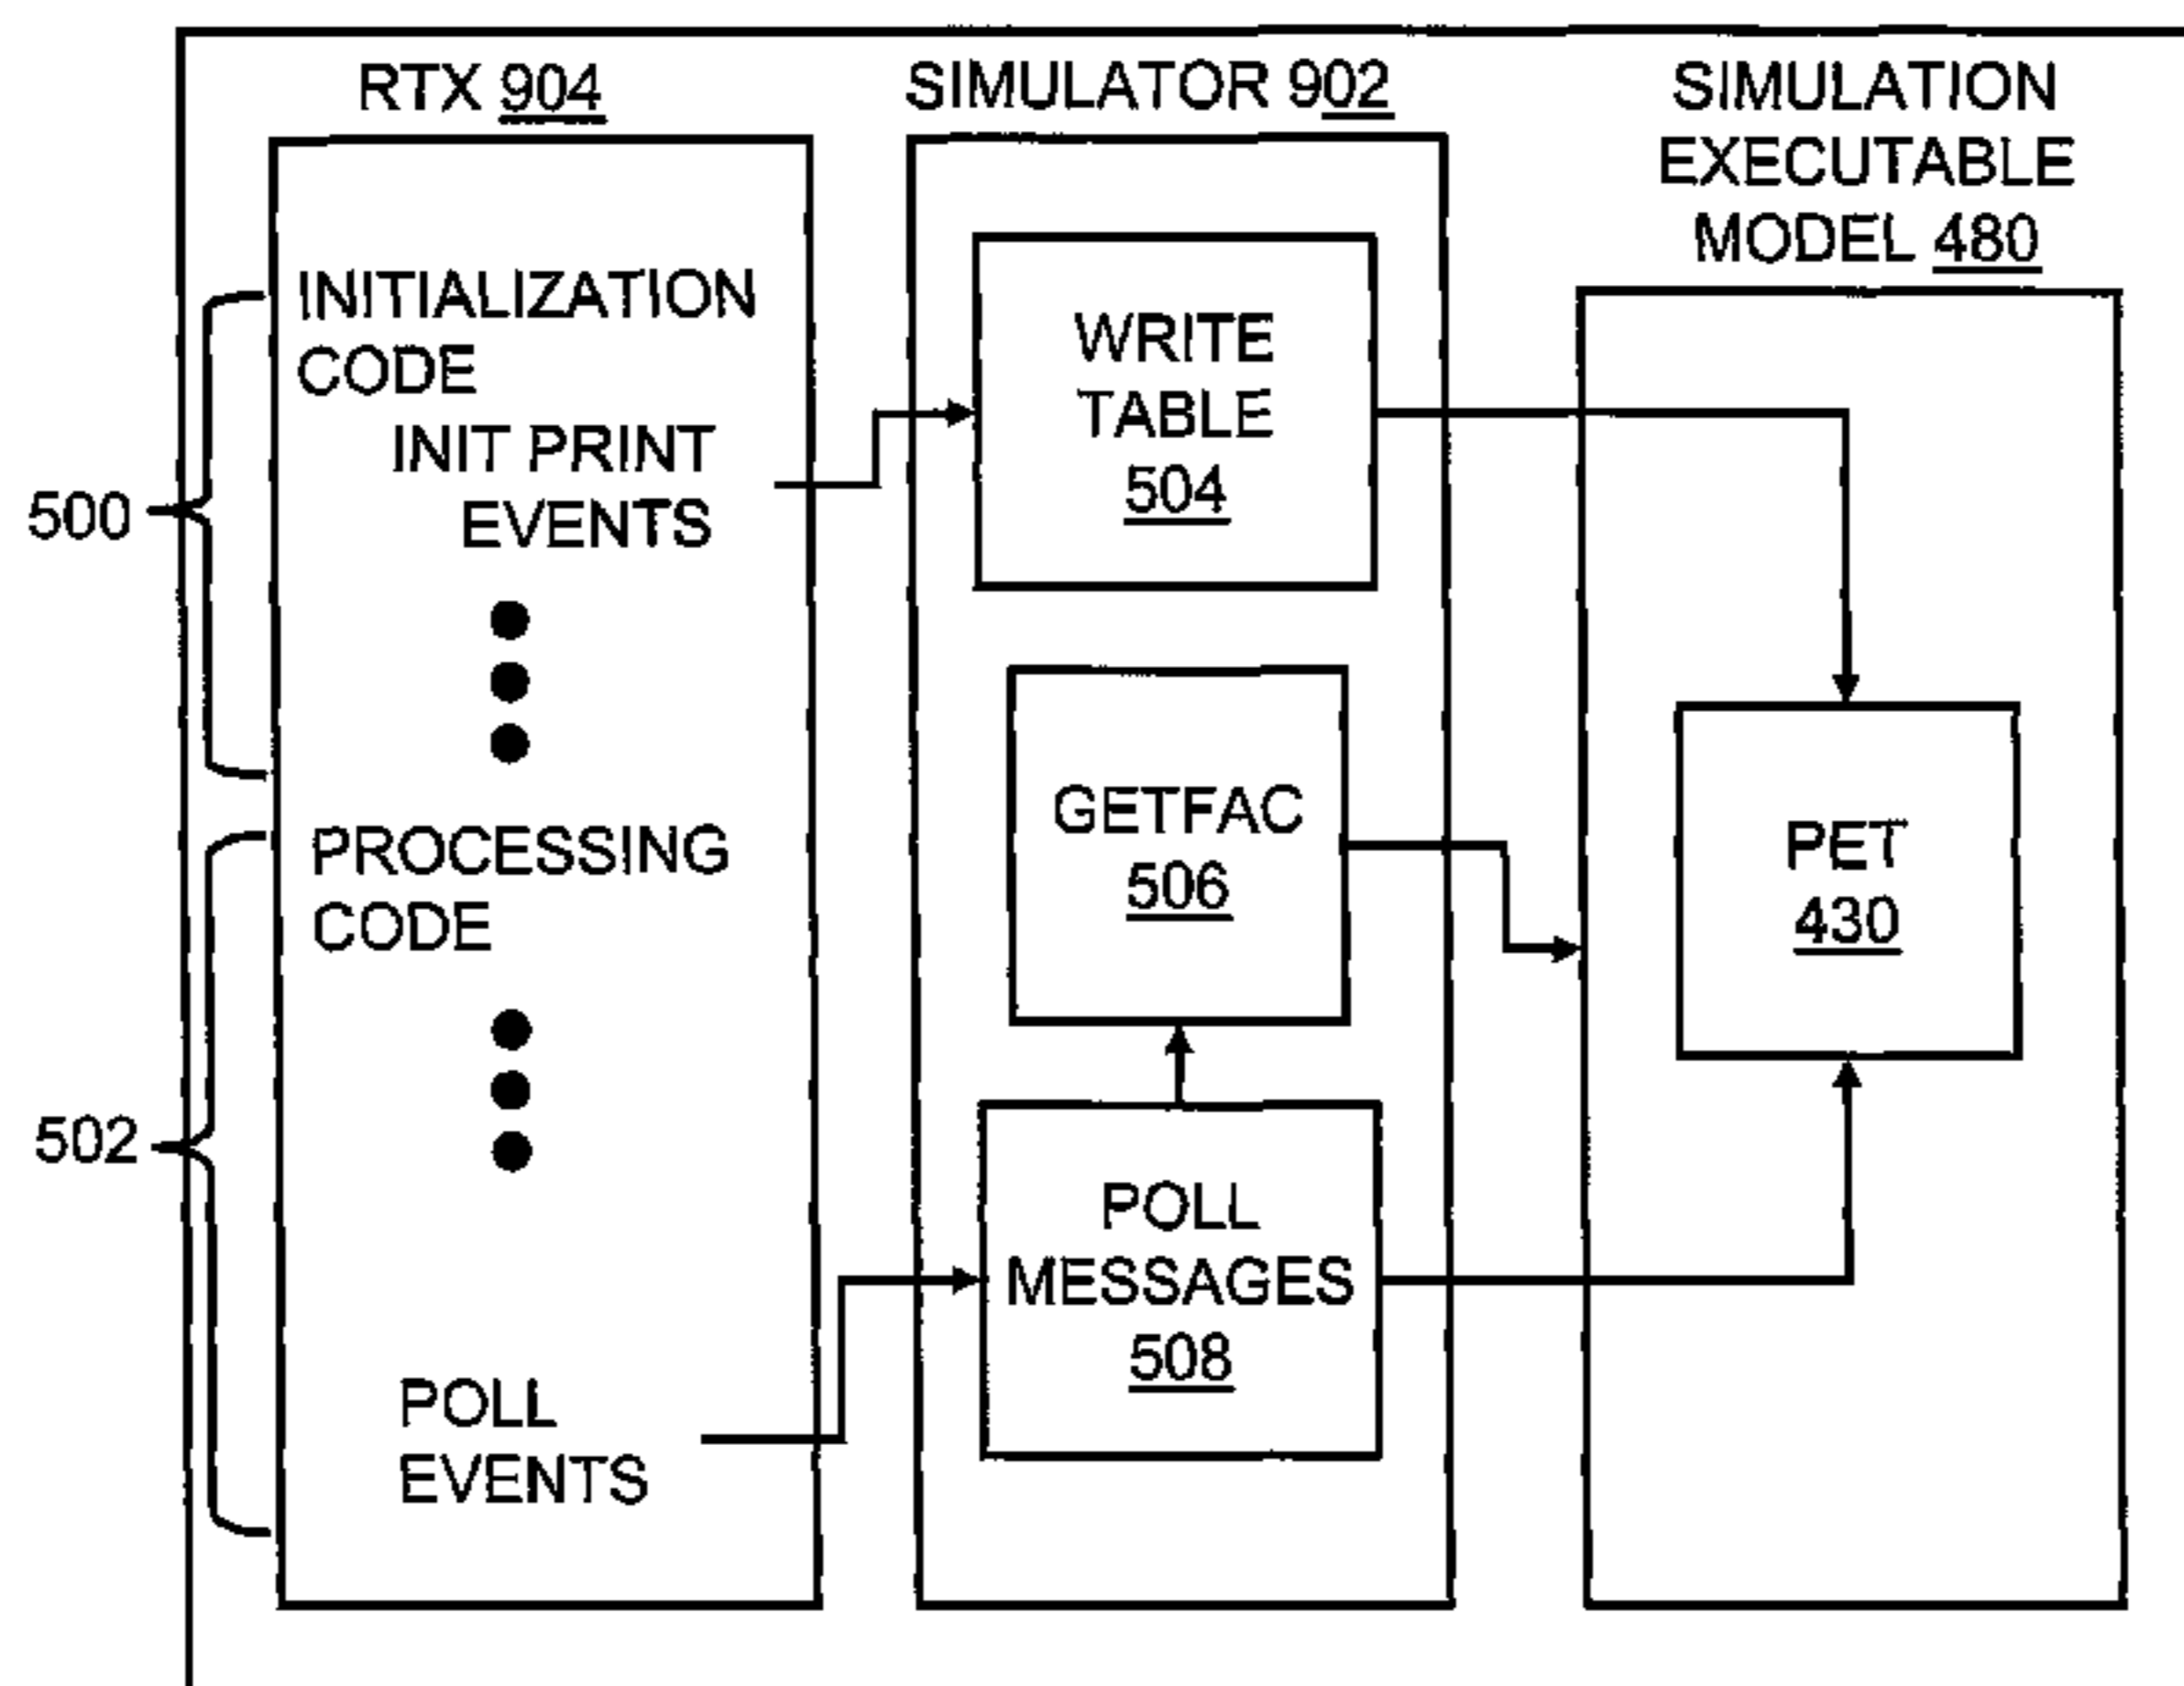 RTX 904
INITIALIZATION
CODE
INIT PRINT
EVENTS
500
PROCESSING
CODE
502
POLL
EVENTS
SIMULATOR 902
WRITE
TABLE
504
GETFAC
506
POLL
MESSAGES
508
SIMULATION
EXECUTABLE
MODEL 480
PET
430